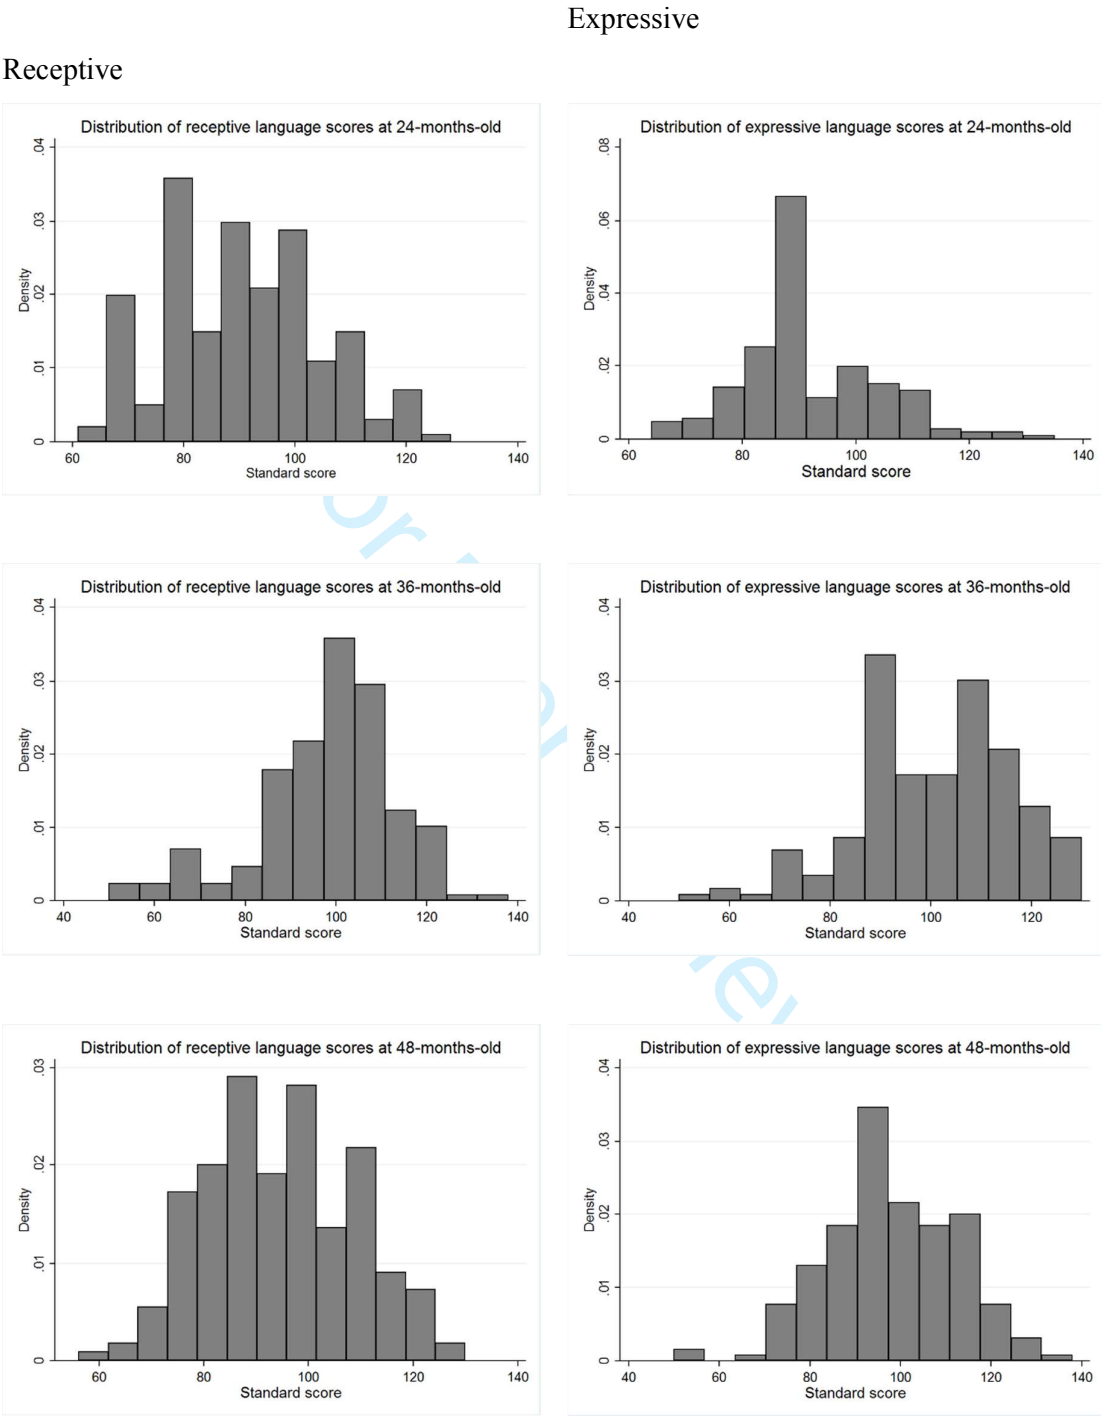 Expressive
Receptive
Distribution of receptive language scores at 24-months-old
.04
.03
.02
.01
0
Density
60 80 100 120 140
Standard score
Distribution of expressive language scores at 24-months-old
.08
.06
.04
.02
0
Density
60 80 100 120 140
Standard score
Distribution of receptive language scores at 36-months-old
.04
.03
.02
.01
0
Density
40 60 80 100 120 140
Standard score
Distribution of expressive language scores at 36-months-old
.04
.03
.02
.01
0
Density
40 60 80 100 120
Standard score
Distribution of receptive language scores at 48-months-old
.03
.02
.01
0
Density
60 80 100 120 140
Standard score
Distribution of expressive language scores at 48-months-old
.04
.03
.02
.01
0
Density
40 60 80 100 120 140
Standard score